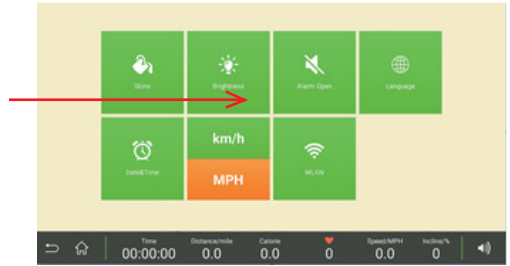 Skins
Brightness
Alarm Open
Language
Date&Time
km/h
MPH
WLAN
Time
00:00:00
Distance/mile
0.0
Calorie
0.0
0
Speed/MPH
0.0
Incline/%
0